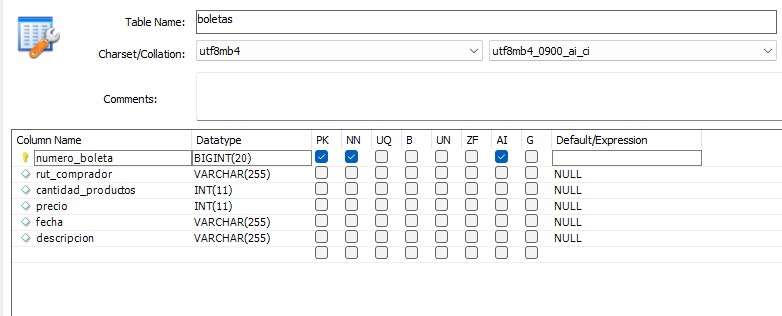 Table Name: boletas
Charset/Collation: utf8mb4 utf8mb4_0900_ai_ci
Comments:
Column Name Datatype PK NN UQ B UN ZF AI G Default/Expression
numero_boleta BIGINT(20)
rut_comprador VARCHAR(255) NULL
cantidad_productos INT(11) NULL
precio INT(11) NULL
fecha VARCHAR(255) NULL
descripcion VARCHAR(255) NULL